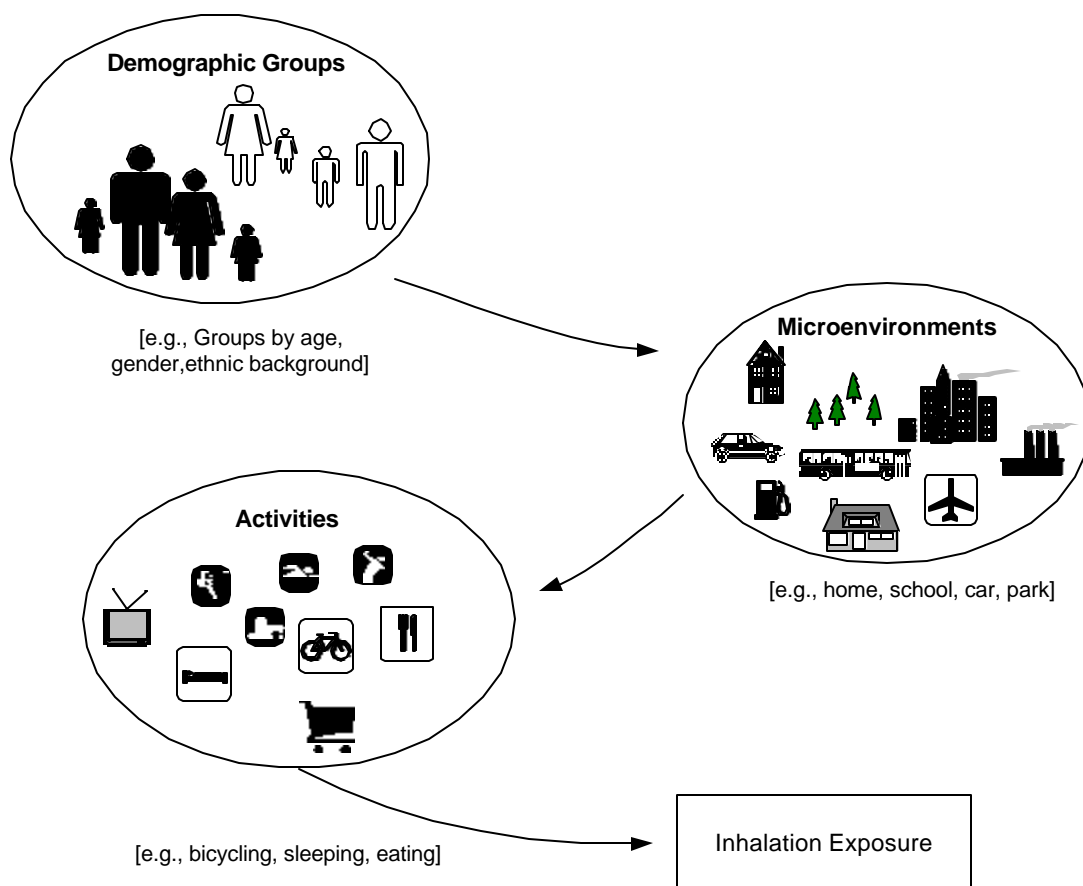 Demographic Groups
[e.g., Groups by age,
gender,ethnic background]
Microenvironments
[e.g., home, school, car, park]
Activities
[e.g., bicycling, sleeping, eating]
Inhalation Exposure